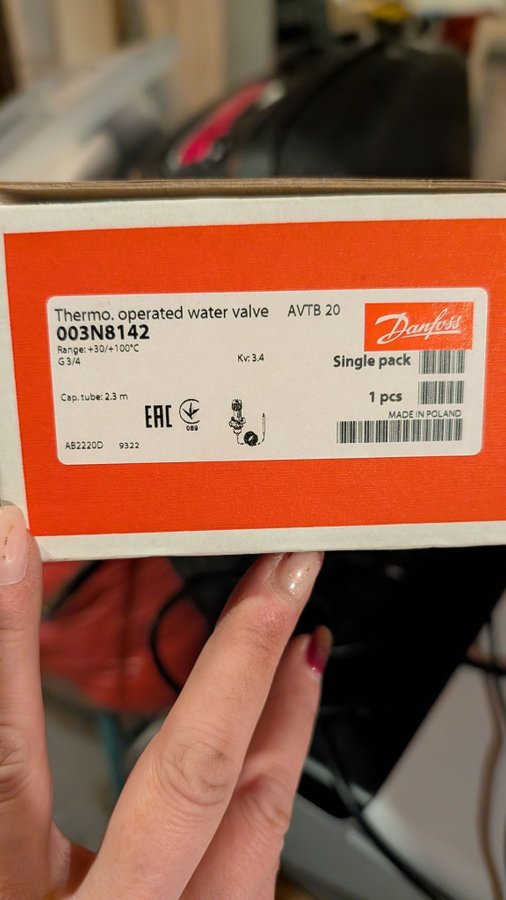 Thermo. operated water valve AVTB 20
003N8142
Danfoss
Range: +30/+100°C
G 3/4
Kv: 3.4
Single pack
Cap. tube: 2.3 m
1 pcs
MADE IN POLAND
EAC
089
AB2220D 9322